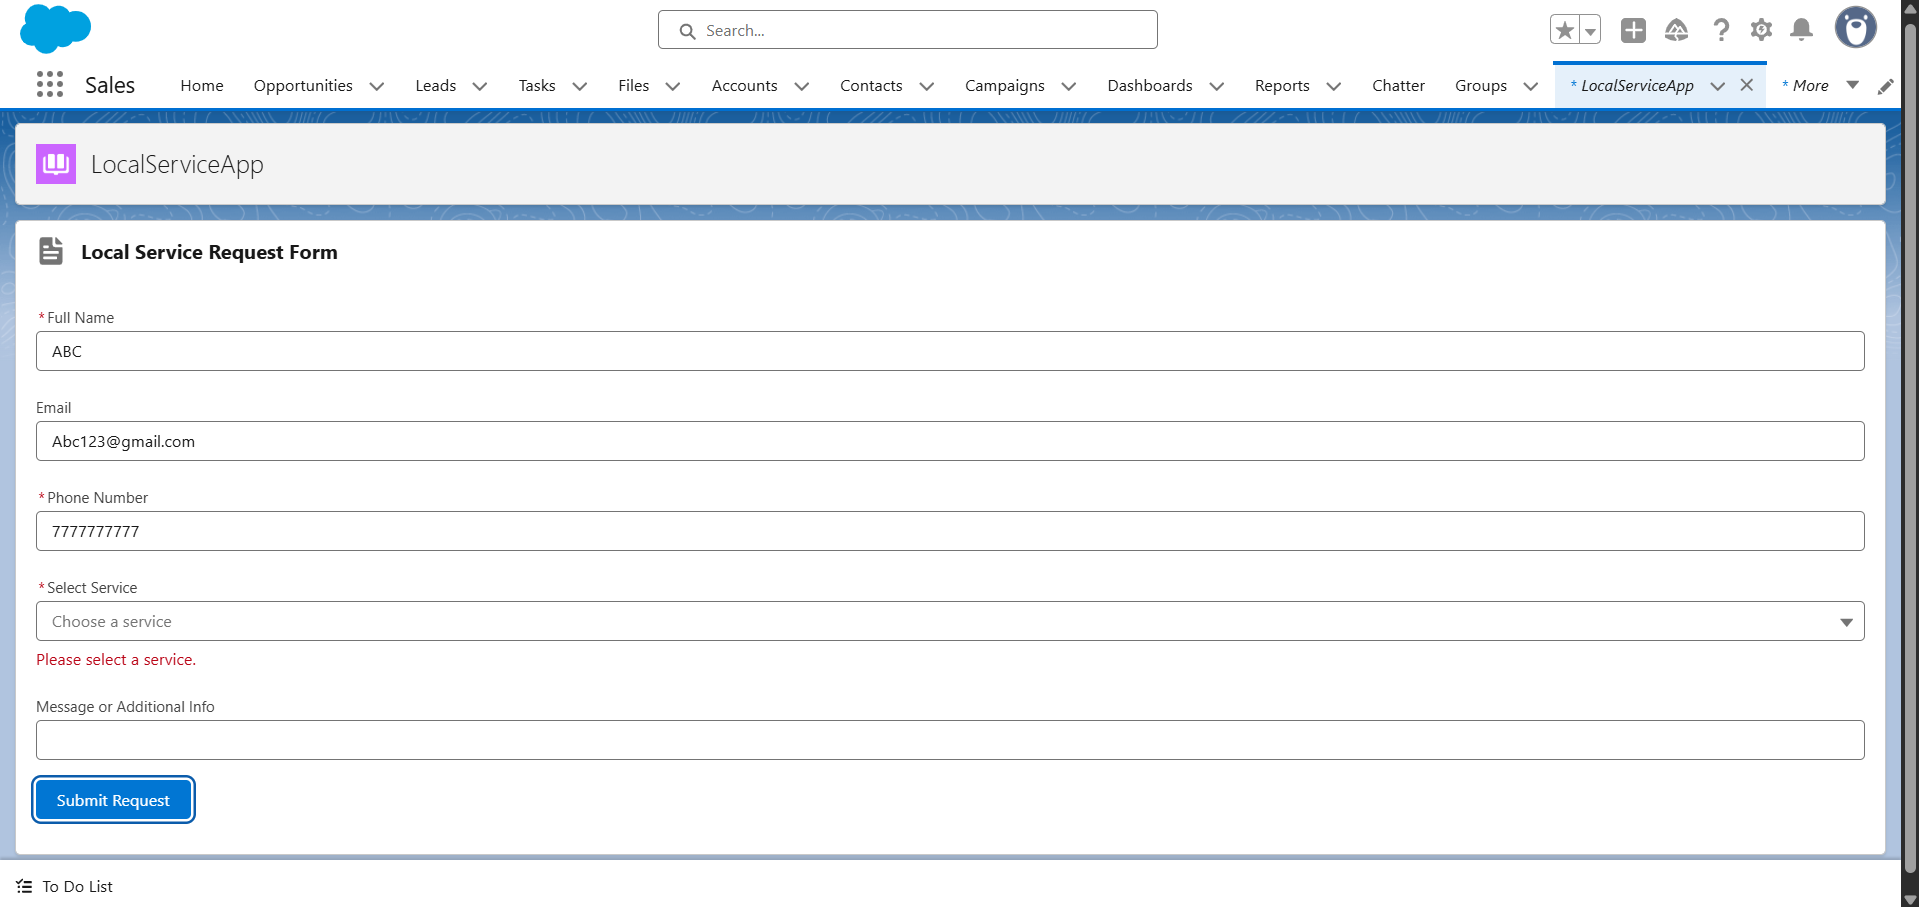 Search...
Sales
Home Opportunities Leads Tasks Files Accounts Contacts Campaigns Dashboards Reports Chatter Groups * LocalServiceApp * More
LocalServiceApp
Local Service Request Form
*Full Name
ABC
Email
Abc123@gmail.com
*Phone Number
7777777777
*Select Service
Choose a service
Please select a service.
Message or Additional Info
Submit Request
To Do List